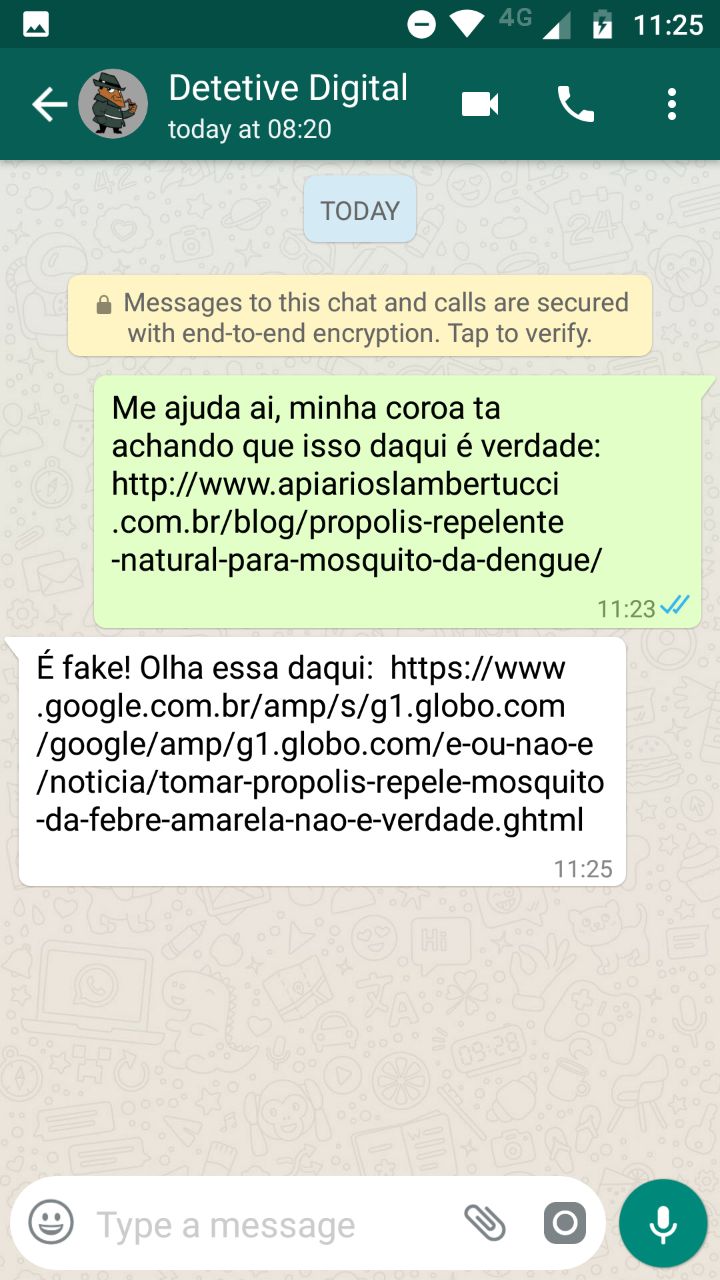 4G 11:25
Detetive Digital
today at 08:20
TODAY
Messages to this chat and calls are secured
with end-to-end encryption. Tap to verify.
Me ajuda ai, minha coroa ta
achando que isso daqui é verdade:
http://www.apiarioslambertucci
.com.br/blog/propolis-repelente
-natural-para-mosquito-da-dengue/
11:23
É fake! Olha essa daqui:  https://www
.google.com.br/amp/s/g1.globo.com
/google/amp/g1.globo.com/e-ou-nao-e
/noticia/tomar-propolis-repele-mosquito
-da-febre-amarela-nao-e-verdade.ghtml
11:25
Type a message